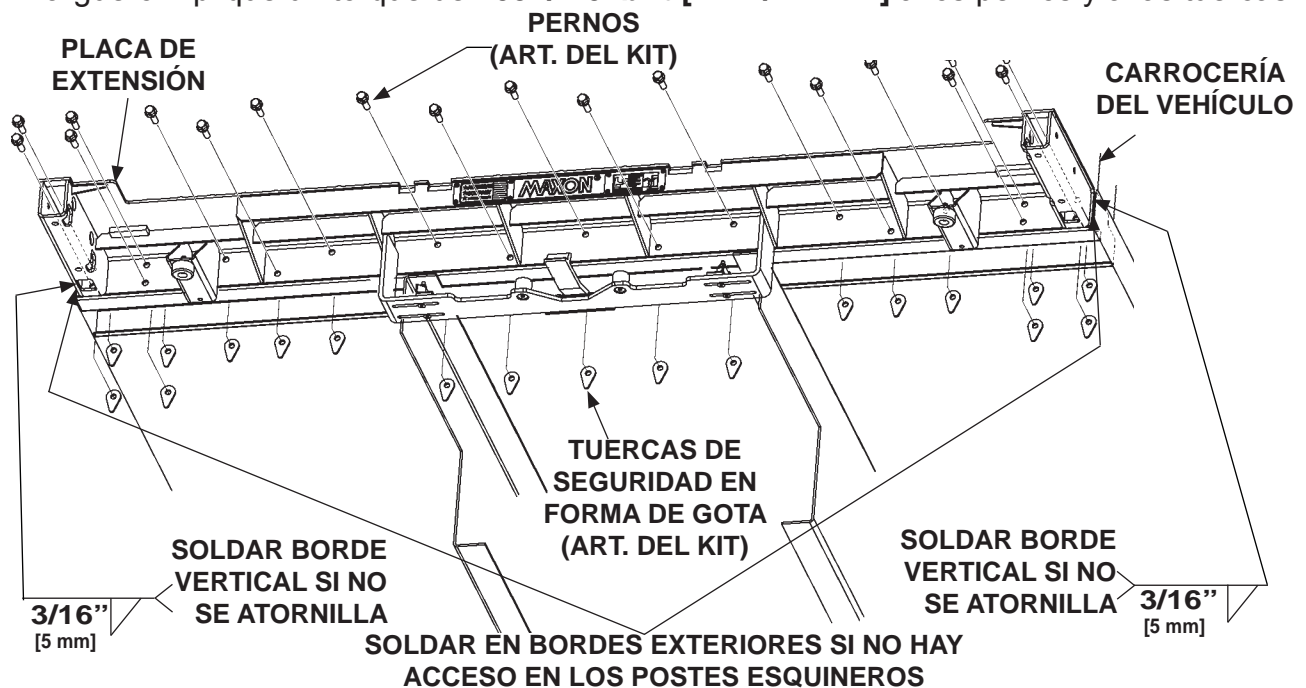 PERNOS
(ART. DEL KIT)
PLACA DE
EXTENSIÓN
CARROCERÍA
DEL VEHÍCULO
MAXON®
TUERCAS DE
SEGURIDAD EN
FORMA DE GOTA
(ART. DEL KIT)
SOLDAR BORDE
VERTICAL SI NO
SE ATORNILLA
3/16”
[5 mm]
SOLDAR BORDE
VERTICAL SI NO
SE ATORNILLA
3/16”
[5 mm]
SOLDAR EN BORDES EXTERIORES SI NO HAY
ACCESO EN LOS POSTES ESQUINEROS